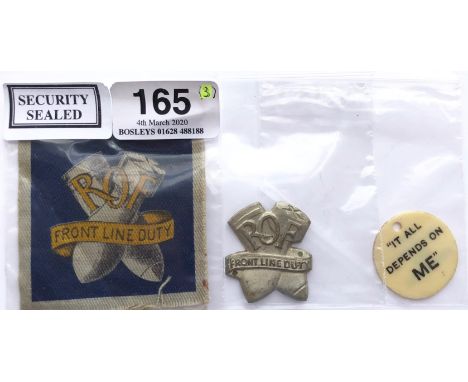 SECURITY
SEALED
165
3
4th March 2020
BOSLEYS 01628 488188
ROF
FRONT LINE DUTY
ROF
FRONT LINE DUTY
"IT ALL
DEPENDS ON
ME"